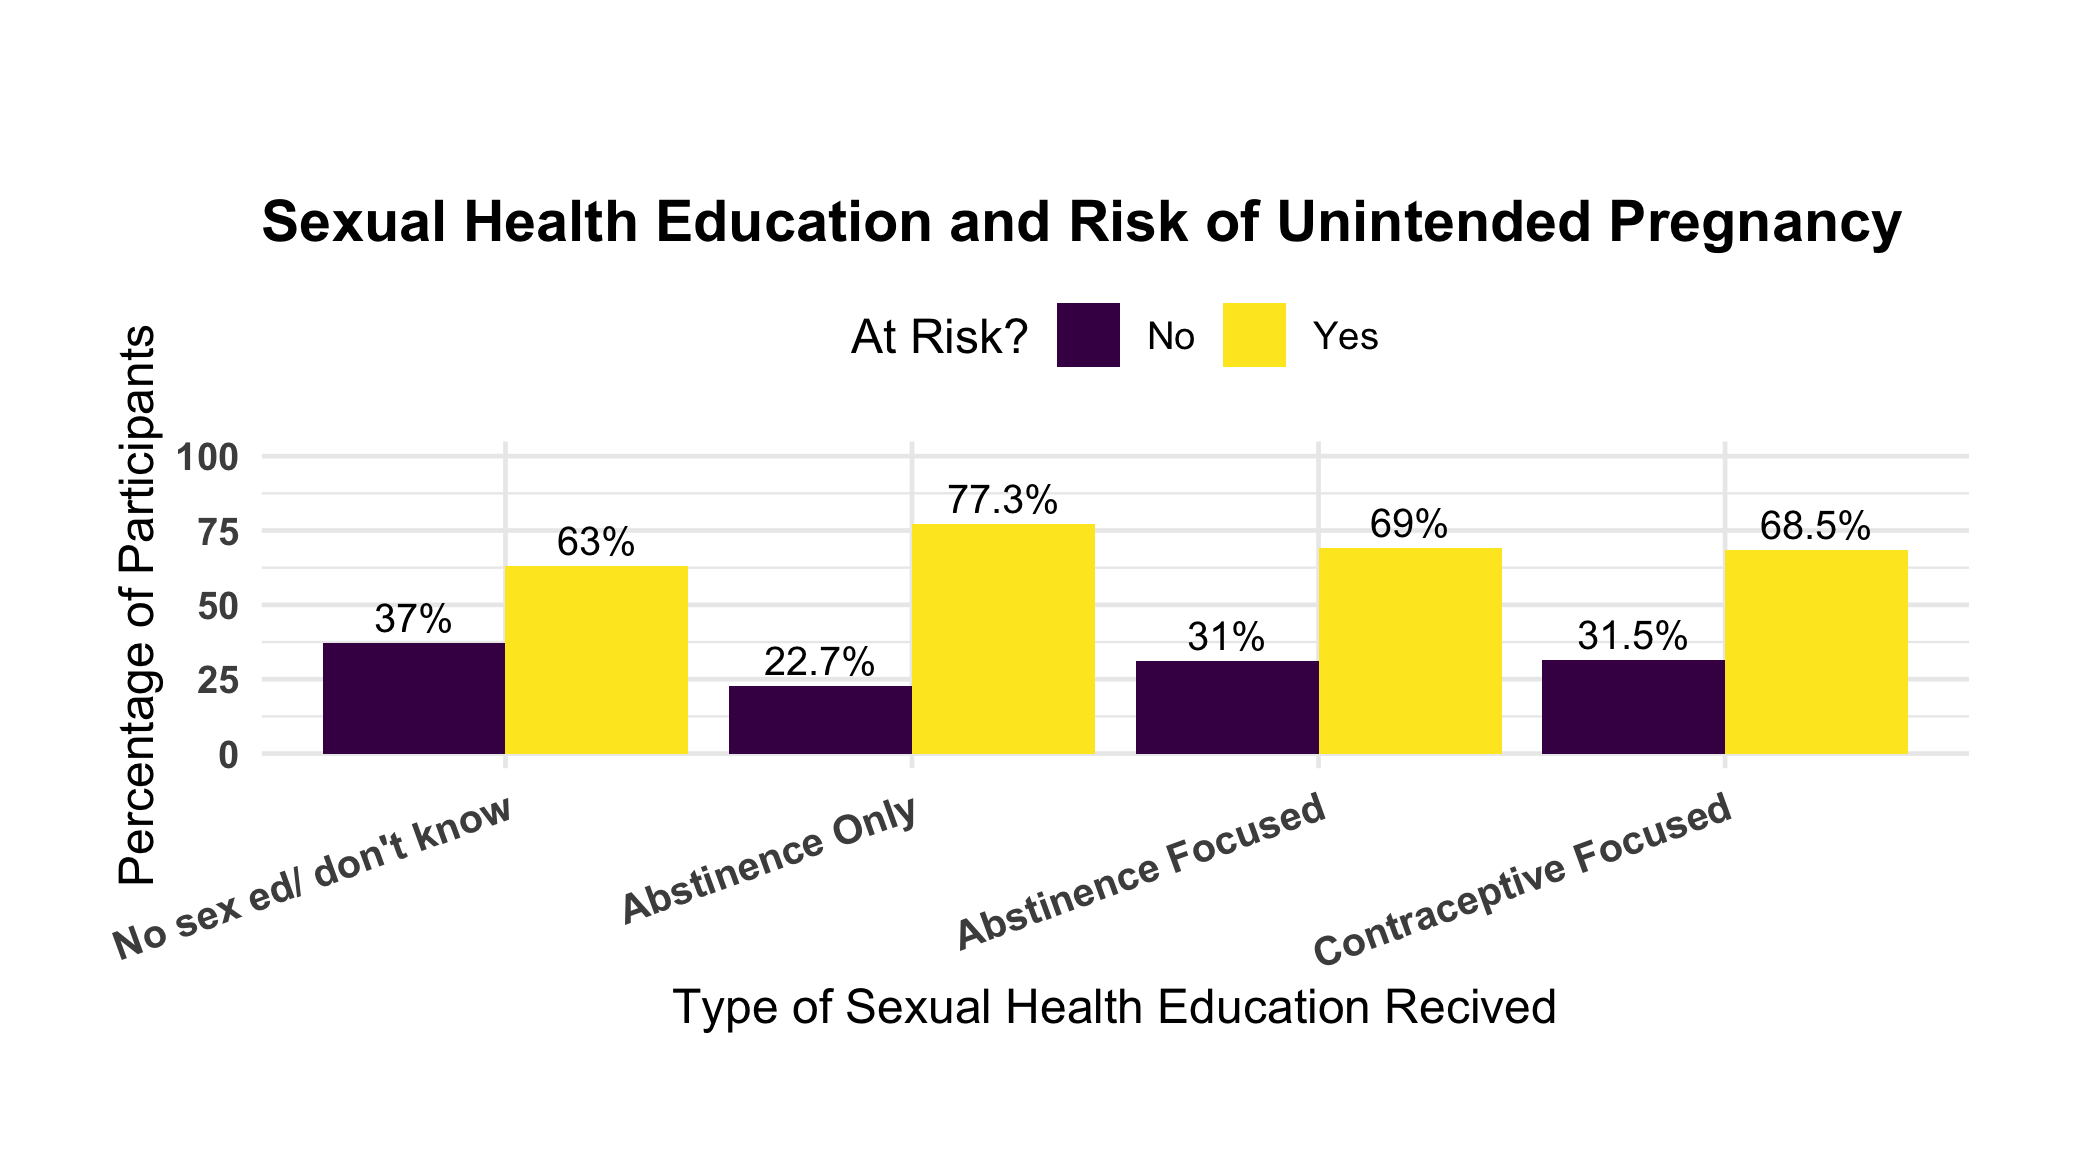 Sexual Health Education and Risk of Unintended Pregnancy
At Risk? No Yes
Percentage of Participants
100
75
50
25
0
37%
63%
22.7%
77.3%
31%
69%
31.5%
68.5%
No sex ed/ don't know
Abstinence Only
Abstinence Focused
Contraceptive Focused
Type of Sexual Health Education Recived